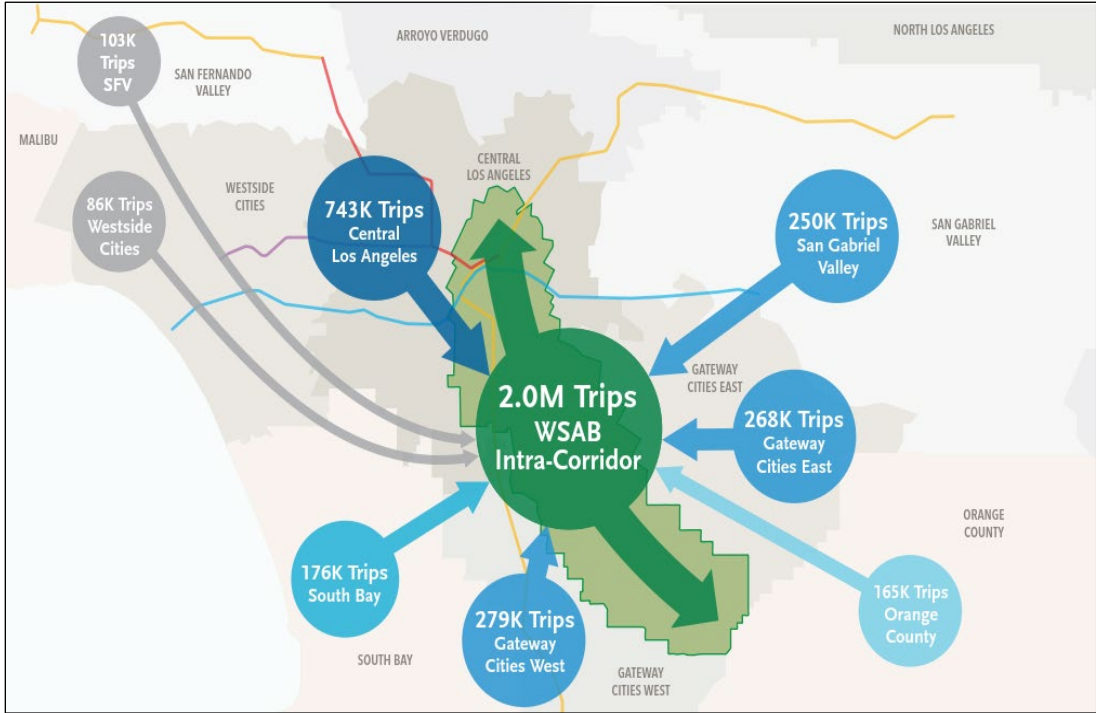 103K
Trips
SFV
SAN FERNANDO
VALLEY
ARROYO VERDUGO
NORTH LOS ANGELES
MALIBU
86K Trips
Westside
Cities
WESTSIDE
CITIES
743K Trips
Central
Los Angeles
CENTRAL
LOS ANGELES
250K Trips
San Gabriel
Valley
SAN GABRIEL
VALLEY
2.0M Trips
WSAB
Intra-Corridor
GATEWAY
CITIES EAST
268K Trips
Gateway
Cities East
ORANGE
COUNTY
176K Trips
South Bay
279K Trips
Gateway
Cities West
165K Trips
Orange
County
SOUTH BAY
GATEWAY
CITIES WEST